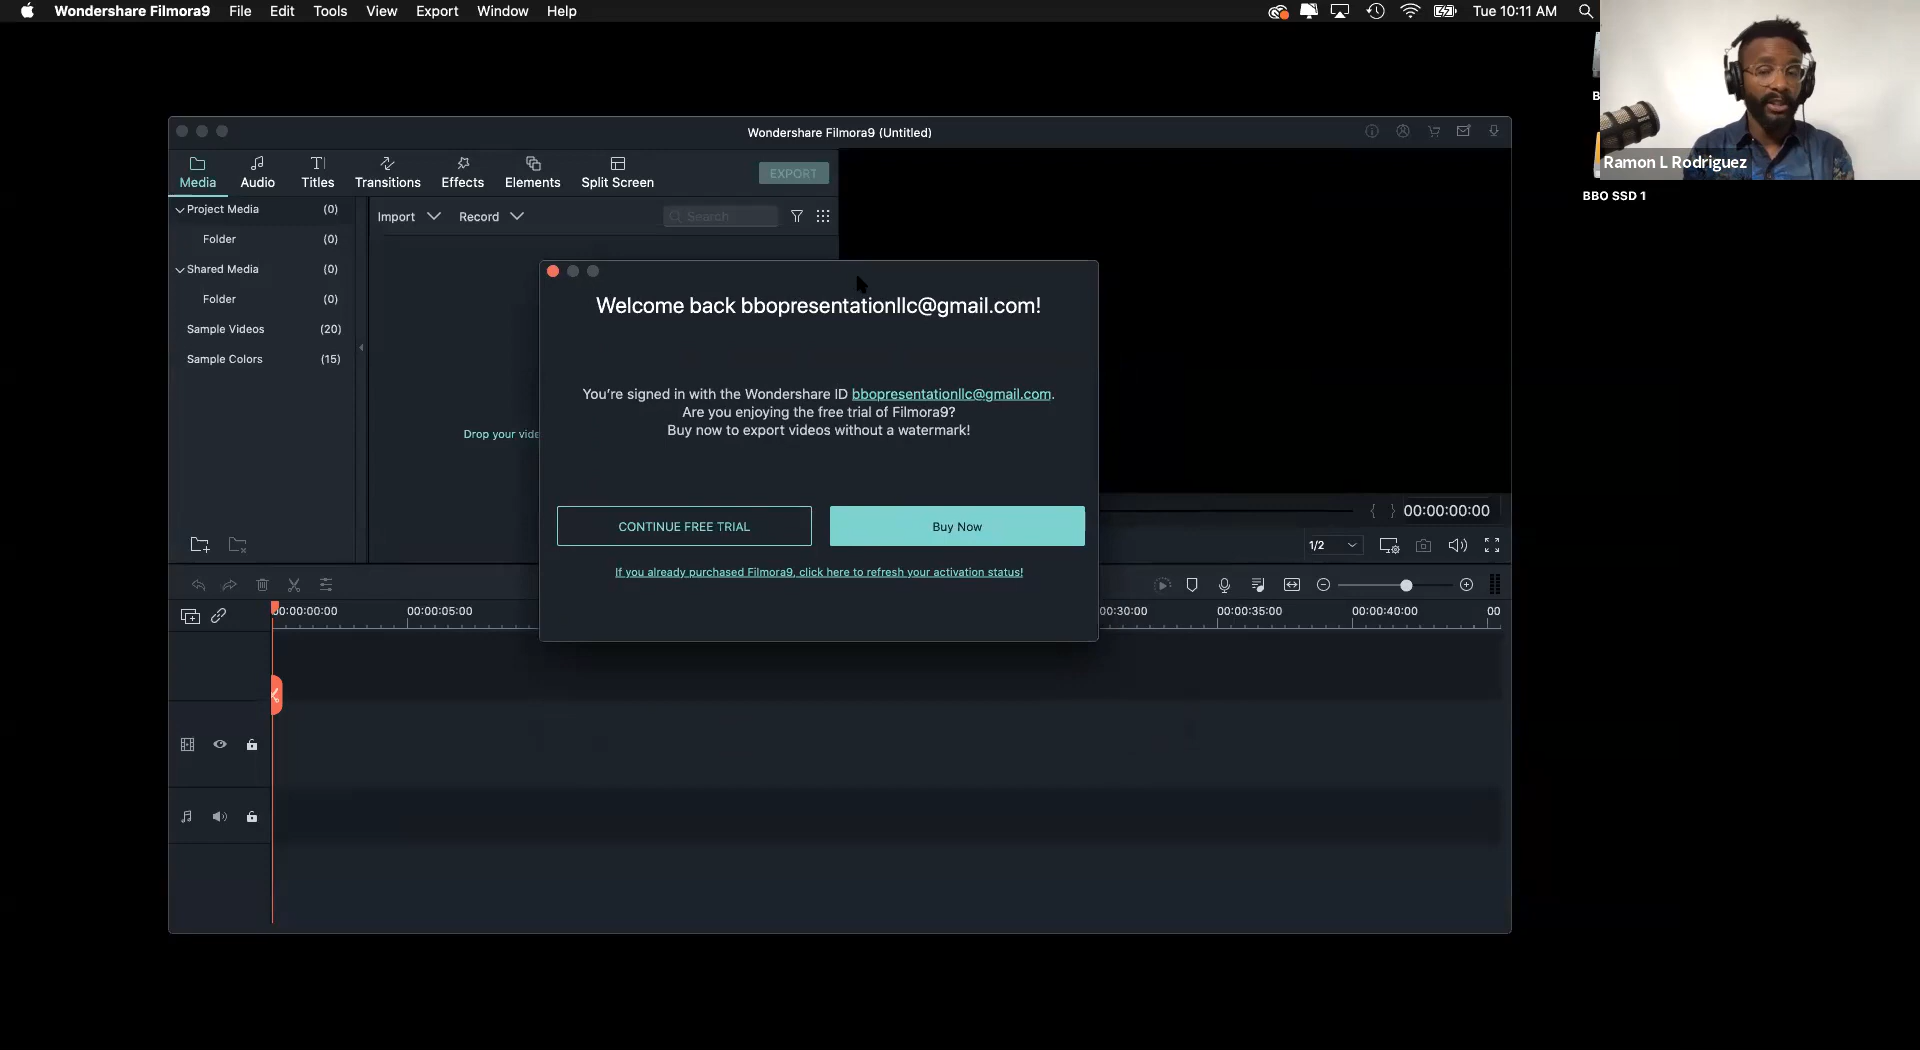 Wondershare Filmora9 File Edit Tools View Export Window Help
Tue 10:11 AM
Ramon L Rodriguez
BBO SSD 1
Wondershare Filmora9 (Untitled)
Media Audio Titles Transitions Effects Elements Split Screen
EXPORT
Project Media (0)
Folder (0)
Shared Media (0)
Folder (0)
Sample Videos (20)
Sample Colors (15)
Import Record Search
Drop your vide
Welcome back bbopresentationllc@gmail.com!
You're signed in with the Wondershare ID bbopresentationllc@gmail.com.
Are you enjoying the free trial of Filmora9?
Buy now to export videos without a watermark!
CONTINUE FREE TRIAL Buy Now
If you already purchased Filmora9, click here to refresh your activation status!
{ } 00:00:00:00
1/2
00:00:00:00 00:00:05:00 00:30:00 00:00:35:00 00:00:40:00 00